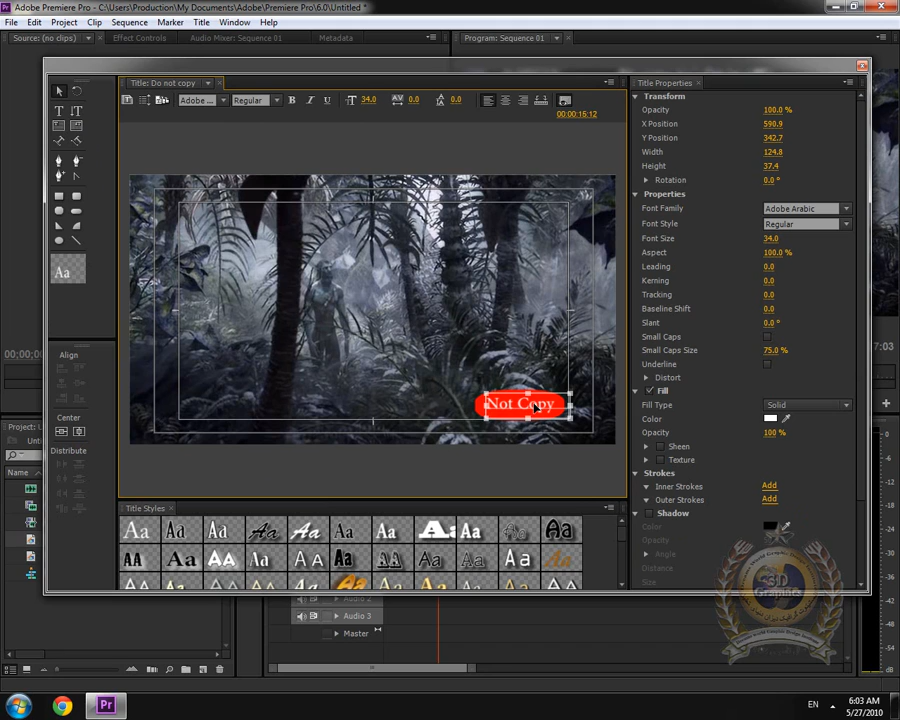 Adobe Premiere Pro - C:\Users\Production\My Documents\Adobe\Premiere Pro\6.0\Untitled *
File Edit Project Clip Sequence Marker Title Window Help
Source: (no clips) Effect Controls Audio Mixer: Sequence 01 Metadata Program: Sequence 01
Title: Do not copy
Adobe ... Regular B I U 34.0 0.0 0.0
00:00:15:12
Not Copy
Aa
Align
Center
Distribute
Title Styles
Title Properties
Transform
Opacity 100.0 %
X Position 590.9
Y Position 342.7
Width 124.8
Height 37.4
Rotation 0.0 °
Properties
Font Family Adobe Arabic
Font Style Regular
Font Size 34.0
Aspect 100.0 %
Leading 0.0
Kerning 0.0
Tracking 0.0
Baseline Shift 0.0
Slant 0.0 °
Small Caps
Small Caps Size 75.0 %
Underline
Distort
Fill
Fill Type Solid
Color
Opacity 100 %
Sheen
Texture
Strokes
Inner Strokes Add
Outer Strokes Add
Shadow
Color
Opacity
Angle
Distance
Size
Name
Audio 2
Audio 3
Master
3D
Graphics
EN
6:03 AM
5/27/2010